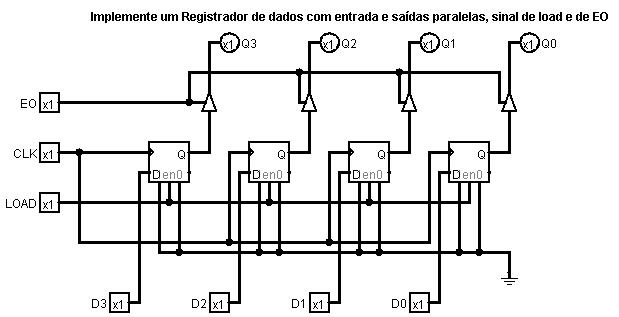 Implemente um Registrador de dados com entrada e saídas paralelas, sinal de load e de EO
x1 Q3 x1 Q2 x1 Q1 x1 Q0
EO x1
CLK x1
Q Q Q Q
D en 0 D en 0 D en 0 D en 0
LOAD x1
D3 x1 D2 x1 D1 x1 D0 x1